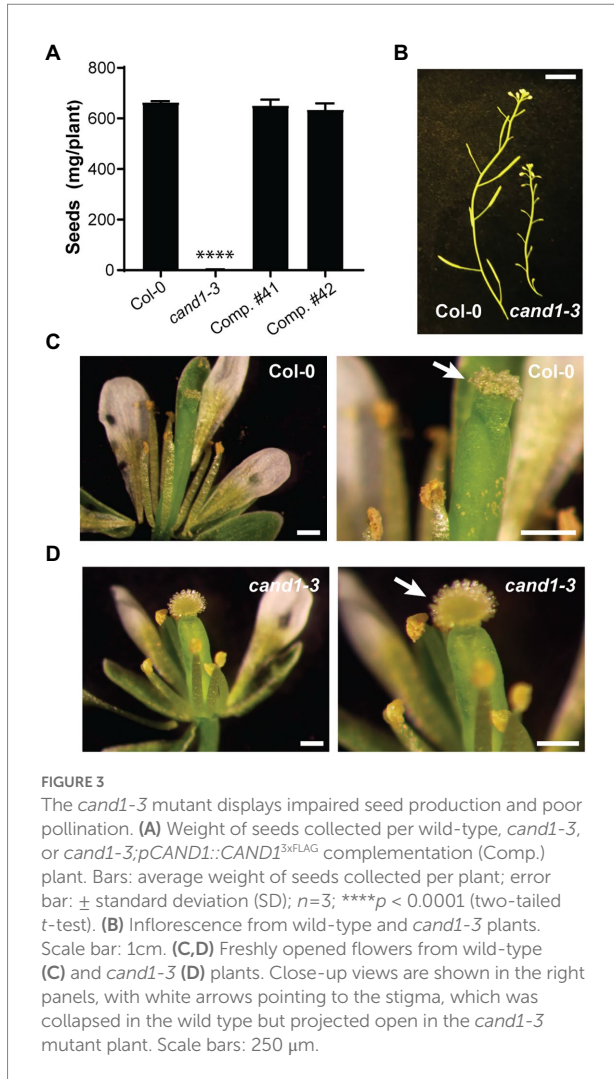 A
B
800
600
400
200
0
Seeds (mg/plant)
****
Col-0
cand1-3
Comp. #41
Comp. #42
Col-0 cand1-3
C
Col-0
Col-0
D
cand1-3
cand1-3
FIGURE 3
The cand1-3 mutant displays impaired seed production and poor
pollination. (A) Weight of seeds collected per wild-type, cand1-3,
or cand1-3;pCAND1::CAND13xFLAG complementation (Comp.)
plant. Bars: average weight of seeds collected per plant; error
bar: ± standard deviation (SD); n=3; ****p < 0.0001 (two-tailed
t-test). (B) Inflorescence from wild-type and cand1-3 plants.
Scale bar: 1cm. (C,D) Freshly opened flowers from wild-type
(C) and cand1-3 (D) plants. Close-up views are shown in the right
panels, with white arrows pointing to the stigma, which was
collapsed in the wild type but projected open in the cand1-3
mutant plant. Scale bars: 250 μm.